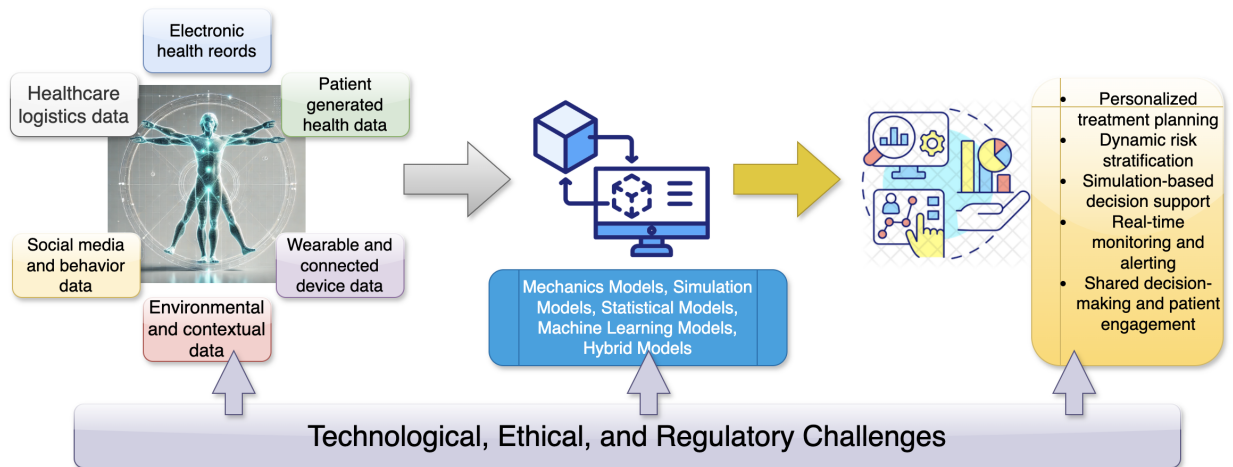 Electronic
health reords
Healthcare
logistics data
Patient
generated
health data
Social media
and behavior
data
Wearable and
connected
device data
Environmental
and contextual
data
Mechanics Models, Simulation
Models, Statistical Models,
Machine Learning Models,
Hybrid Models
• Personalized
treatment planning
• Dynamic risk
stratification
• Simulation-based
decision support
• Real-time
monitoring and
alerting
• Shared decision-
making and patient
engagement
Technological, Ethical, and Regulatory Challenges